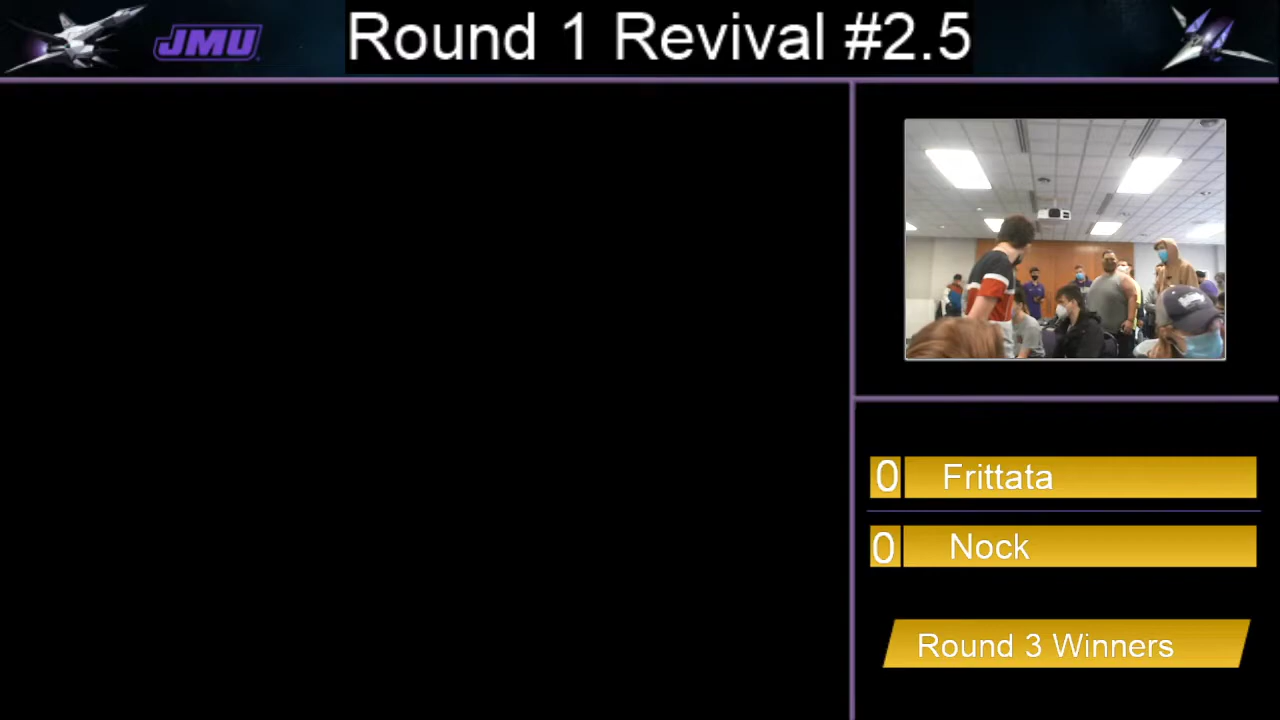 JMU
Round 1 Revival #2.5
0 Frittata
0 Nock
Round 3 Winners